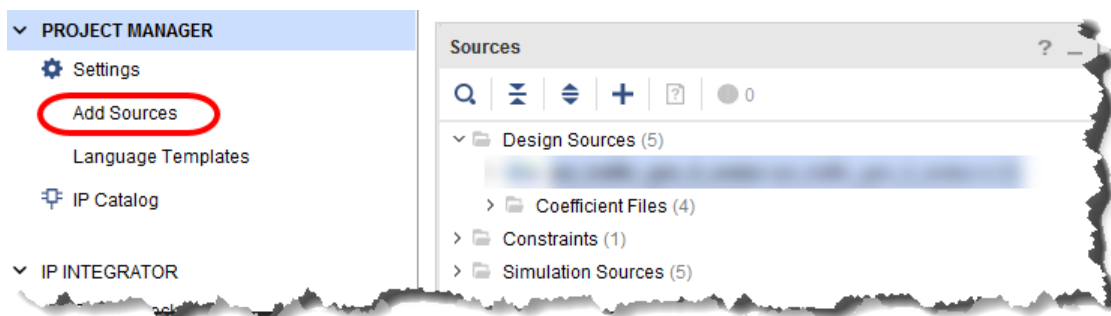 PROJECT MANAGER
Settings
Add Sources
Language Templates
IP Catalog
IP INTEGRATOR
Sources
? _
0
Design Sources (5)
Coefficient Files (4)
Constraints (1)
Simulation Sources (5)